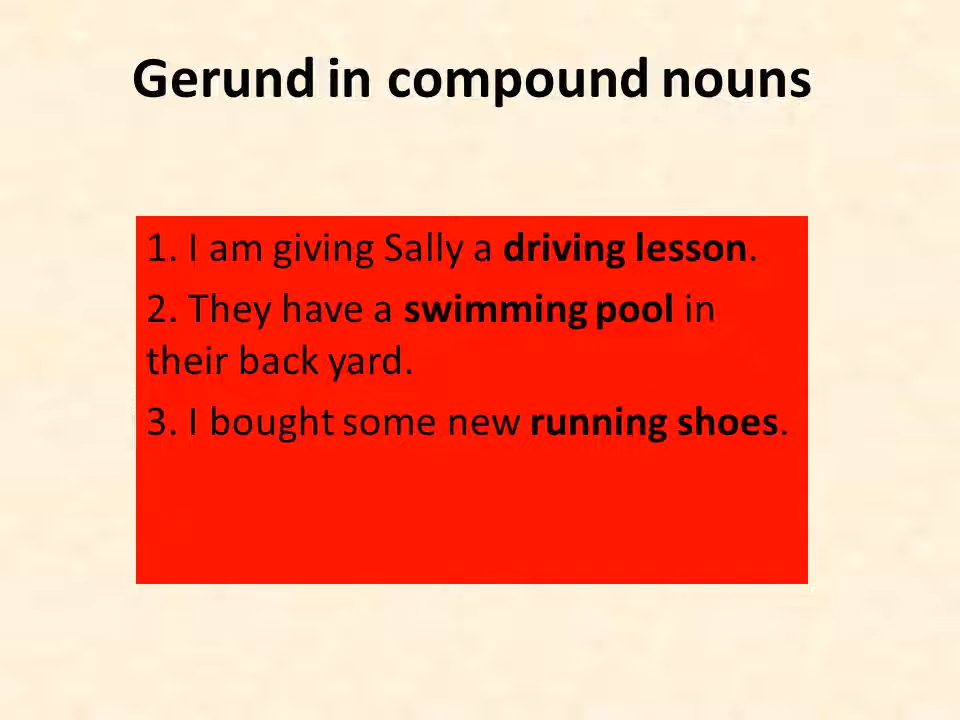 Gerund in compound nouns
1. I am giving Sally a driving lesson.
2. They have a swimming pool in
their back yard.
3. I bought some new running shoes.